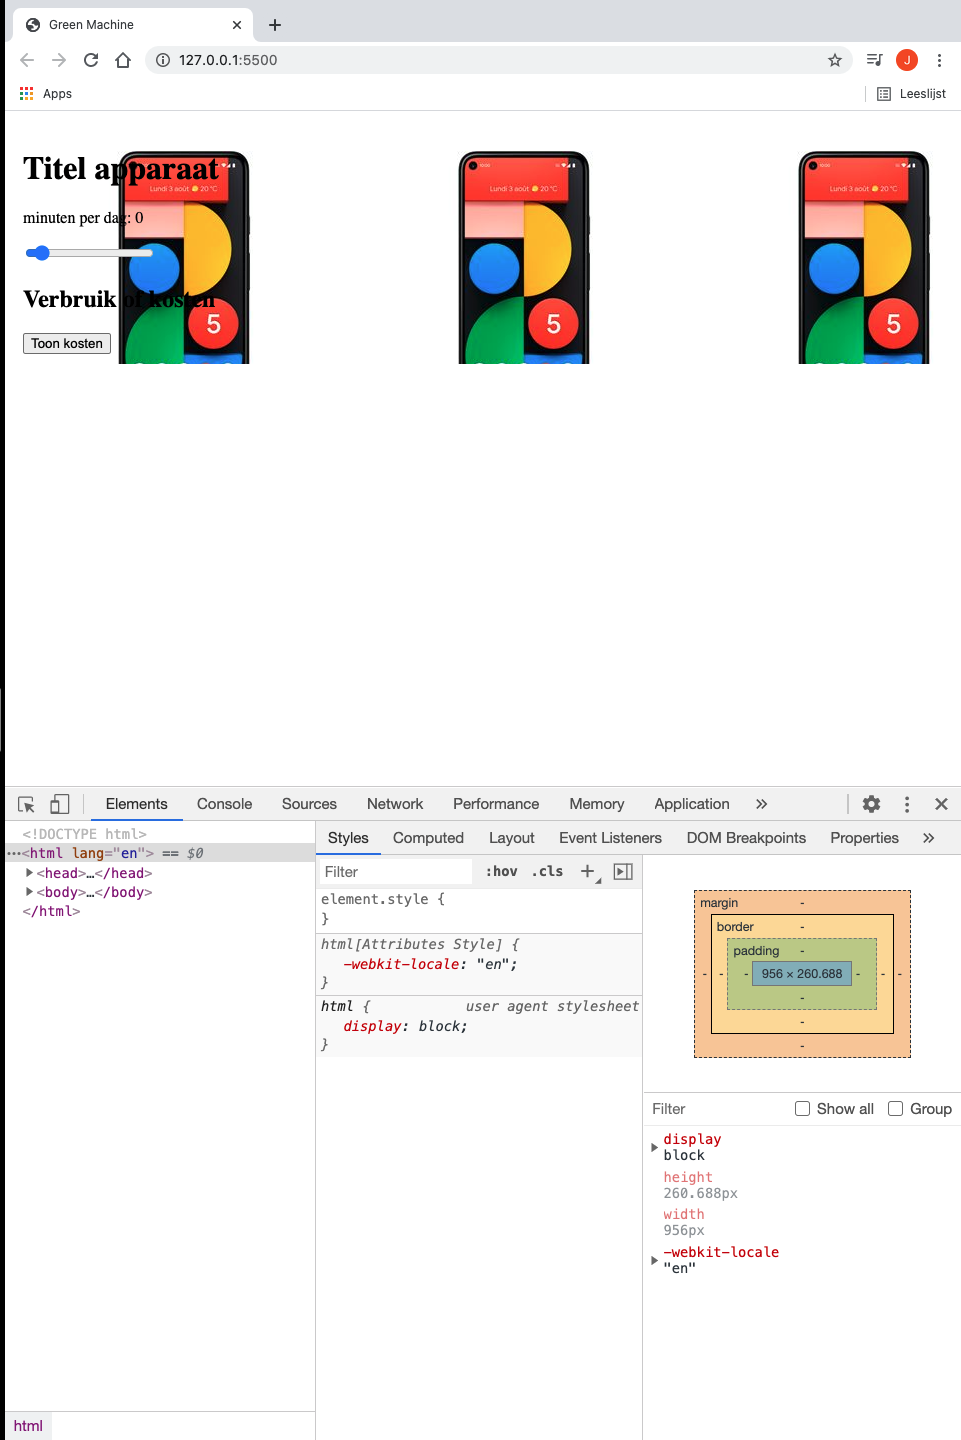 Green Machine
127.0.0.1:5500
J
Apps
Leeslijst
Titel apparaat
Lundi 3 août 20 °C
Lundi 3 août 20 °C
Lundi 3 août 20 °C
minuten per dag: 0
Verbruik of kosten
5
5
5
Toon kosten
Elements
Console
Sources
Network
Performance
Memory
Application
<!DOCTYPE html>
<html lang="en"> == $0
<head>…</head>
<body>…</body>
</html>
html
Styles
Computed
Layout
Event Listeners
DOM Breakpoints
Properties
Filter
:hov
.cls
element.style {
}
html[Attributes Style] {
-webkit-locale: "en";
}
html {
user agent stylesheet
display: block;
}
margin
-
border
-
padding
-
- - - 956 × 260.688 - - -
-
-
-
Filter
Show all
Group
display
block
height
260.688px
width
956px
-webkit-locale
"en"